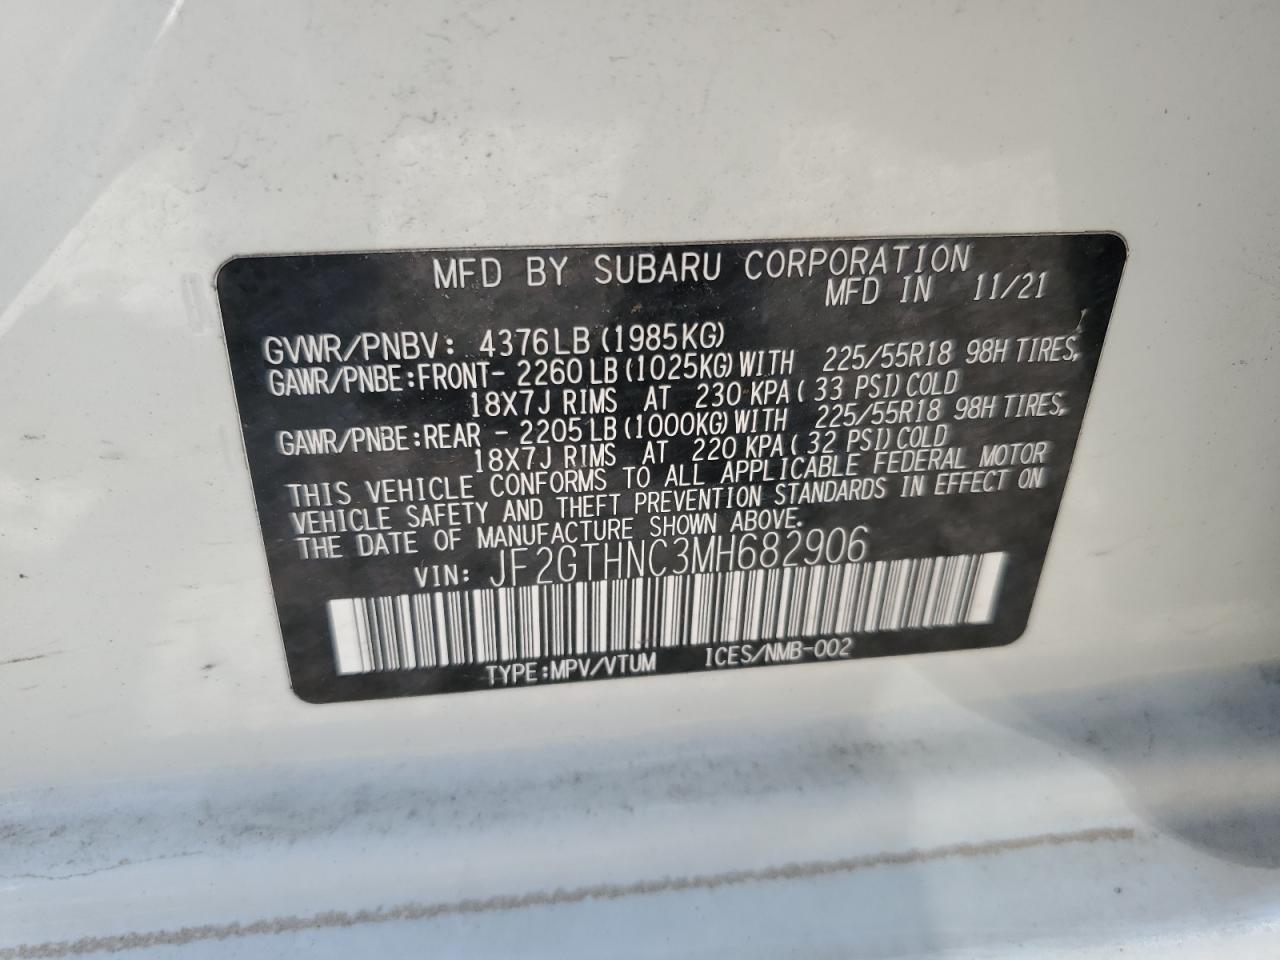 MFD BY SUBARU CORPORATION
MFD IN 11/21
GVWR/PNBV: 4376LB (1985KG)
GAWR/PNBE:FRONT- 2260LB (1025KG) WITH 225/55R18 98H TIRES,
18X7J RIMS AT 230 KPA (33 PSI) COLD
GAWR/PNBE:REAR - 2205LB (1000KG) WITH 225/55R18 98H TIRES,
18X7J RIMS AT 220 KPA (32 PSI) COLD
THIS VEHICLE CONFORMS TO ALL APPLICABLE FEDERAL MOTOR
VEHICLE SAFETY AND THEFT PREVENTION STANDARDS IN EFFECT ON
THE DATE OF MANUFACTURE SHOWN ABOVE.
VIN: JF2GTHNC3MH682906
TYPE:MPV/VTUM ICES/NMB-002